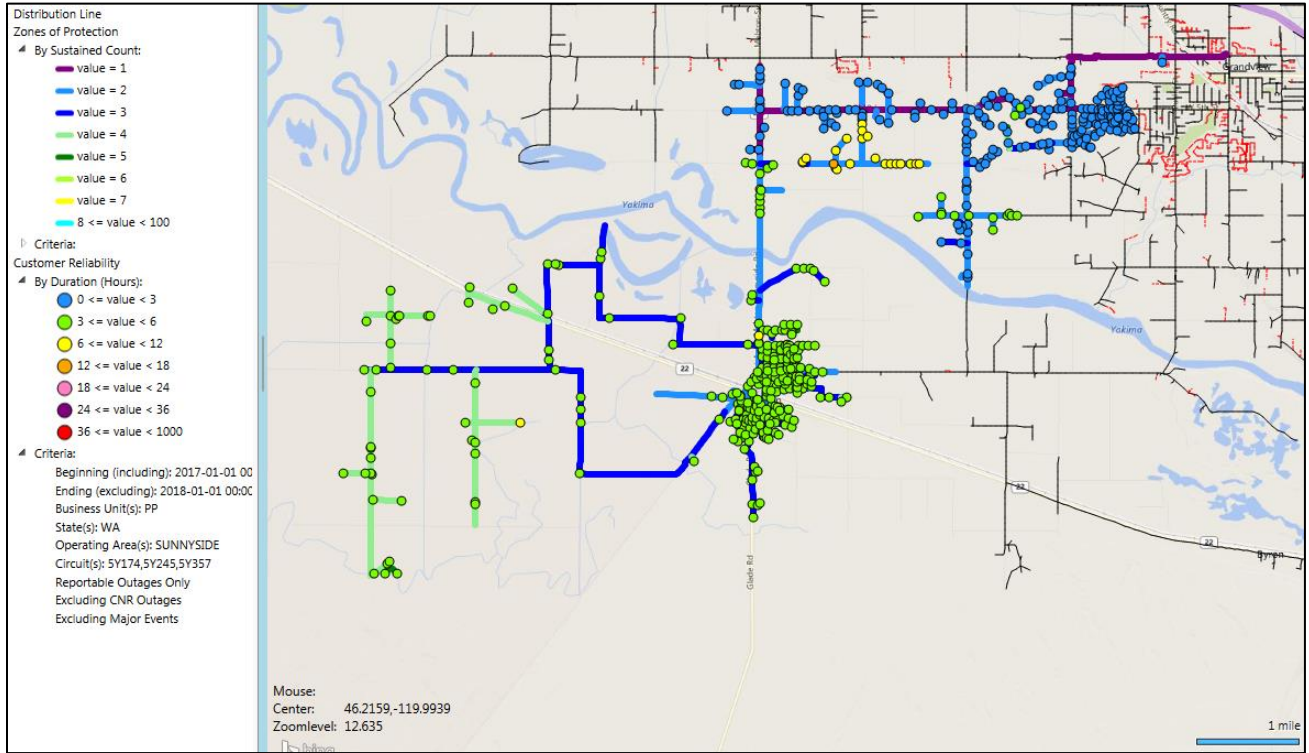 Distribution Line
Zones of Protection
By Sustained Count:
value = 1
value = 2
value = 3
value = 4
value = 5
value = 6
value = 7
8 <= value < 100
Criteria:
Customer Reliability
By Duration (Hours):
0 <= value < 3
3 <= value < 6
6 <= value < 12
12 <= value < 18
18 <= value < 24
24 <= value < 36
36 <= value < 1000
Criteria:
Beginning (including): 2017-01-01 00
Ending (excluding): 2018-01-01 00:00
Business Unit(s): PP
State(s): WA
Operating Area(s): SUNNYSIDE
Circuit(s): 5Y174,5Y245,5Y357
Reportable Outages Only
Excluding CNR Outages
Excluding Major Events
Grandview
Yakima
Yakima
22
22
22
Byron
Glade Rd
Mouse:
Center: 46.2159,-119.9939
Zoomlevel: 12.635
1 mile
bing